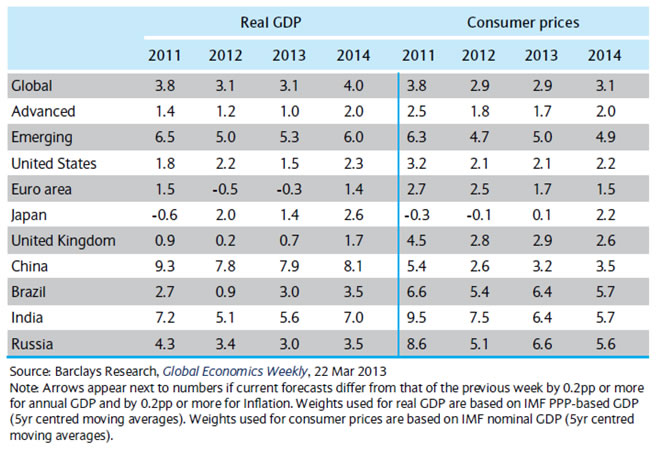 Real GDP Consumer prices
2011 2012 2013 2014 2011 2012 2013 2014
Global 3.8 3.1 3.1 4.0 3.8 2.9 2.9 3.1
Advanced 1.4 1.2 1.0 2.0 2.5 1.8 1.7 2.0
Emerging 6.5 5.0 5.3 6.0 6.3 4.7 5.0 4.9
United States 1.8 2.2 1.5 2.3 3.2 2.1 2.1 2.2
Euro area 1.5 -0.5 -0.3 1.4 2.7 2.5 1.7 1.5
Japan -0.6 2.0 1.4 2.6 -0.3 -0.1 0.1 2.2
United Kingdom 0.9 0.2 0.7 1.7 4.5 2.8 2.9 2.6
China 9.3 7.8 7.9 8.1 5.4 2.6 3.2 3.5
Brazil 2.7 0.9 3.0 3.5 6.6 5.4 6.4 5.7
India 7.2 5.1 5.6 7.0 9.5 7.5 6.4 5.7
Russia 4.3 3.4 3.0 3.5 8.6 5.1 6.6 5.6
Source: Barclays Research, Global Economics Weekly, 22 Mar 2013
Note: Arrows appear next to numbers if current forecasts differ from that of the previous week by 0.2pp or more
for annual GDP and by 0.2pp or more for Inflation. Weights used for real GDP are based on IMF PPP-based GDP
(5yr centred moving averages). Weights used for consumer prices are based on IMF nominal GDP (5yr centred
moving averages).